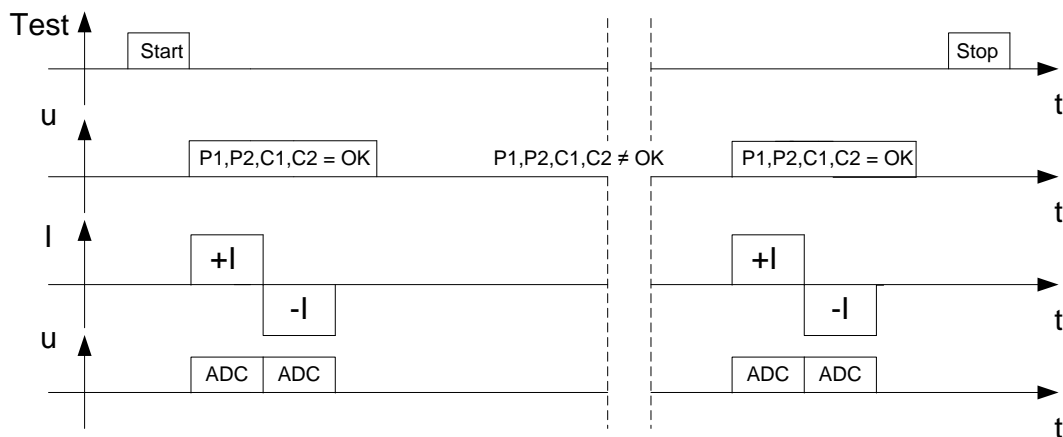 Test
Start
Stop
t
u
P1,P2,C1,C2 = OK
P1,P2,C1,C2 ≠ OK
P1,P2,C1,C2 = OK
t
I
+I
-I
+I
-I
t
u
ADC
ADC
ADC
ADC
t